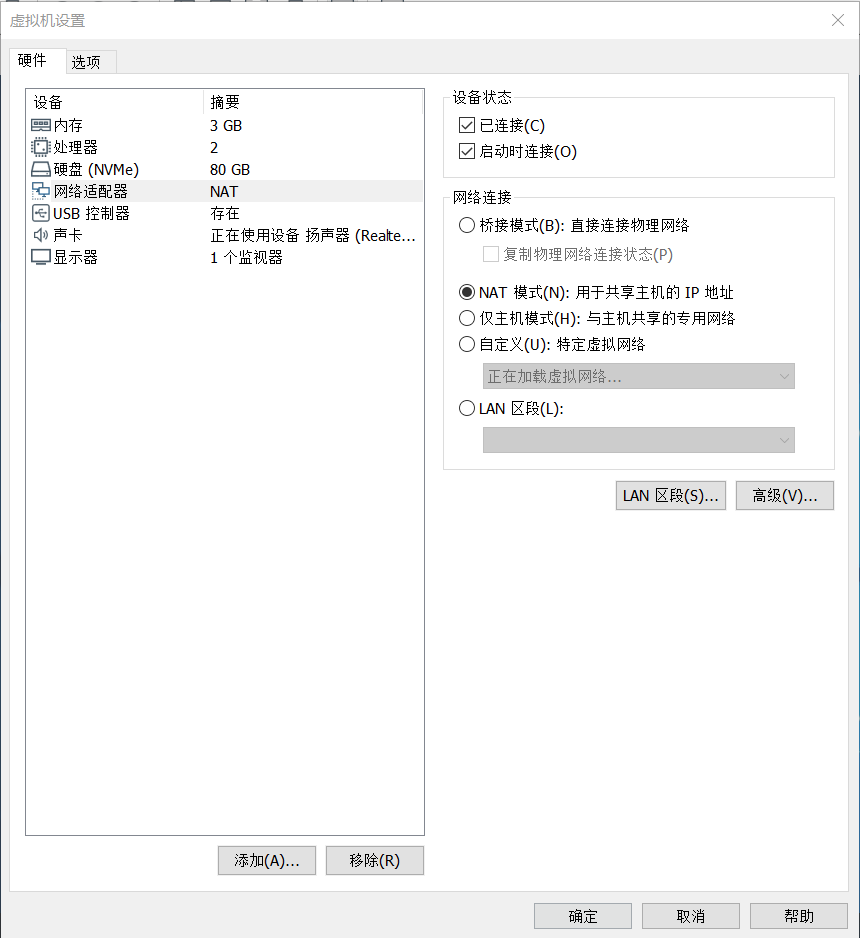 虚拟机设置
硬件 选项
设备 摘要
内存 3 GB
处理器 2
硬盘 (NVMe) 80 GB
网络适配器 NAT
USB 控制器 存在
声卡 正在使用设备 扬声器 (Realte...
显示器 1 个监视器
添加(A)... 移除(R)
设备状态
已连接(C)
启动时连接(O)
网络连接
桥接模式(B): 直接连接物理网络
复制物理网络连接状态(P)
NAT 模式(N): 用于共享主机的 IP 地址
仅主机模式(H): 与主机共享的专用网络
自定义(U): 特定虚拟网络
正在加载虚拟网络...
LAN 区段(L):
LAN 区段(S)... 高级(V)...
确定 取消 帮助